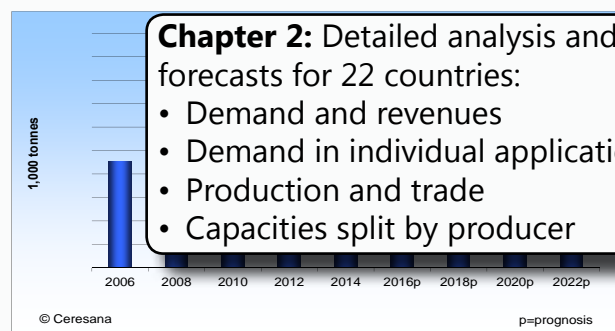 Chapter 2: Detailed analysis and
forecasts for 22 countries:
• Demand and revenues
• Demand in individual applicati
• Production and trade
• Capacities split by producer
1,000 tonnes
2006 2008 2010 2012 2014 2016p 2018p 2020p 2022p
© Ceresana
p=prognosis